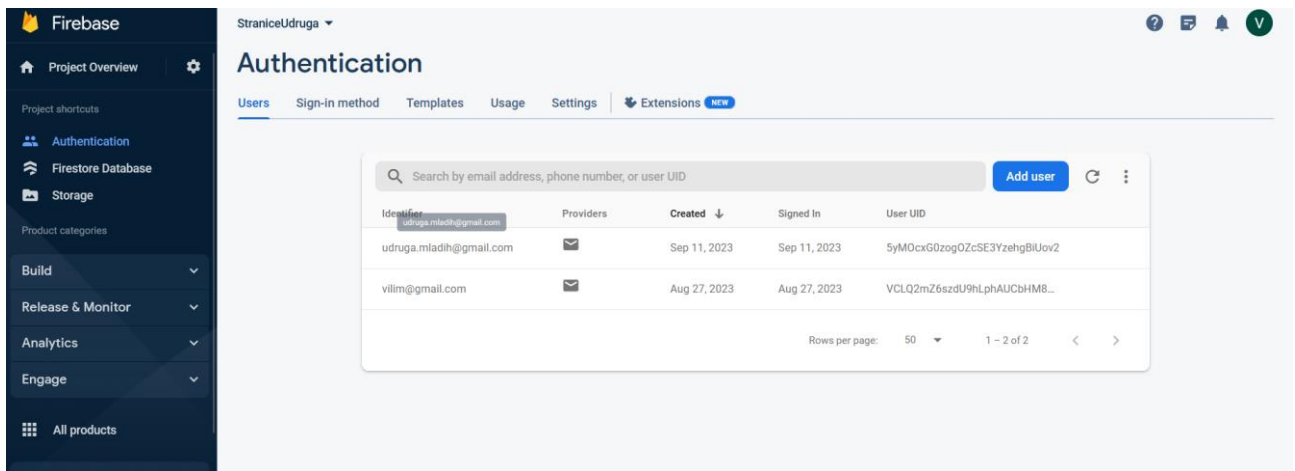 Firebase
StraniceUdruga
V
Project Overview
Authentication
Project shortcuts
Users Sign-in method Templates Usage Settings Extensions NEW
Authentication
Firestore Database
Storage
Product categories
Build
Release & Monitor
Analytics
Engage
All products
Search by email address, phone number, or user UID
Add user
Identifier Providers Created Signed In User UID
udruga.mladih@gmail.com
udruga.mladih@gmail.com Sep 11, 2023 Sep 11, 2023 5yMOcxG0zogOZcSE3YzehgBiUov2
vilim@gmail.com Aug 27, 2023 Aug 27, 2023 VCLQ2mZ6szdU9hLphAUCbHM8...
Rows per page: 50 1 – 2 of 2